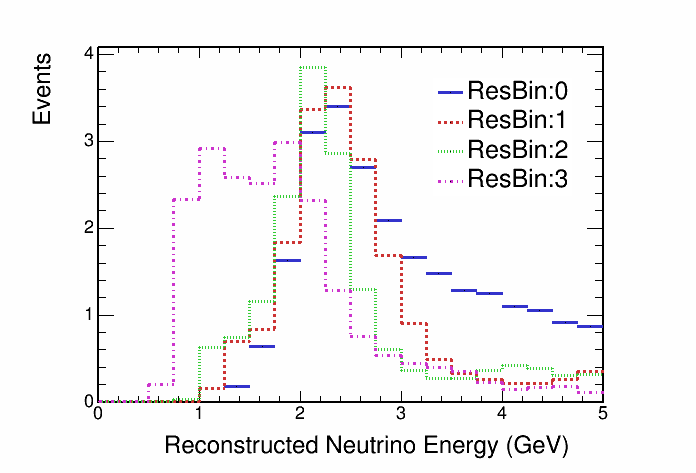 Events
4
3
2
1
0
ResBin:0
ResBin:1
ResBin:2
ResBin:3
0 1 2 3 4 5
Reconstructed Neutrino Energy (GeV)